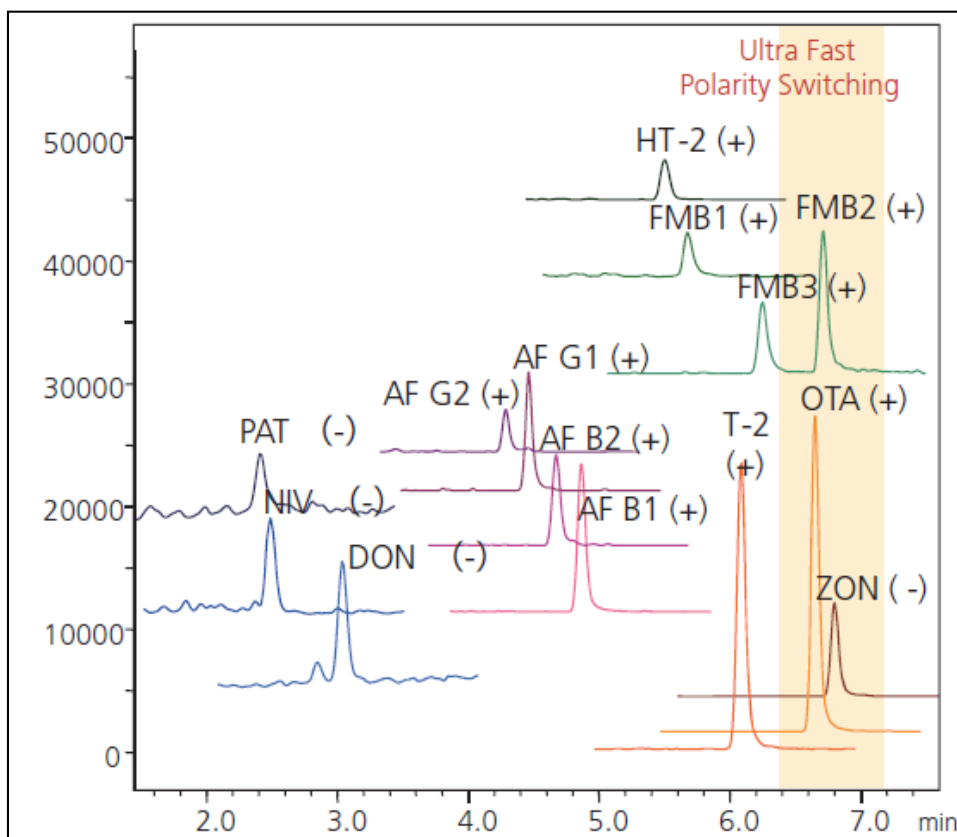 Ultra Fast
Polarity Switching
50000
HT-2 (+)
FMB1 (+)
FMB2 (+)
40000
FMB3 (+)
30000
AF G1 (+)
AF G2 (+)
OTA (+)
PAT (-)
AF B2 (+)
T-2
(+)
20000
NIV (-)
AF B1 (+)
DON (-)
ZON ( -)
10000
0
2.0 3.0 4.0 5.0 6.0 7.0 min